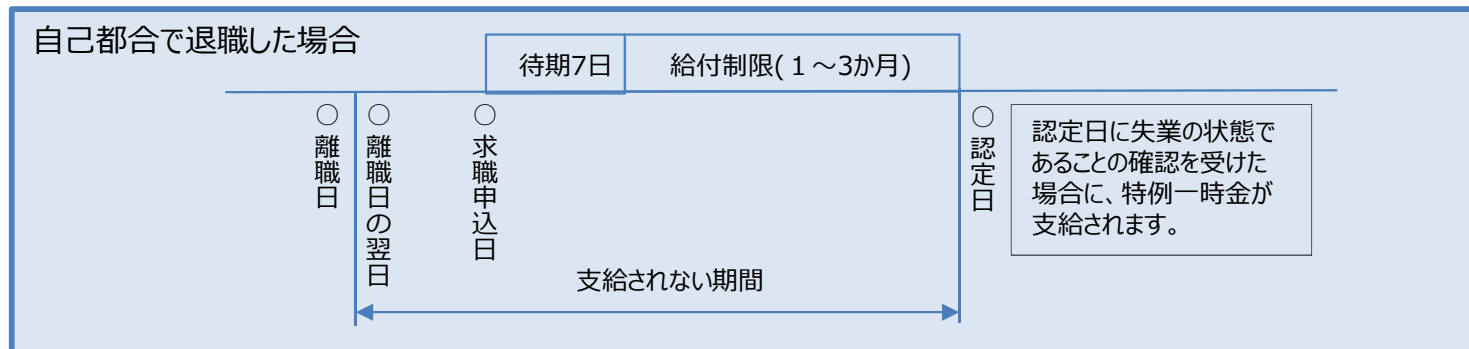 自己都合で退職した場合
待期7日
給付制限(１～3か月)
○離職日
○離職日の翌日
○求職申込日
○認定日
認定日に失業の状態で
あることの確認を受けた
場合に、特例一時金が
支給されます。
支給されない期間